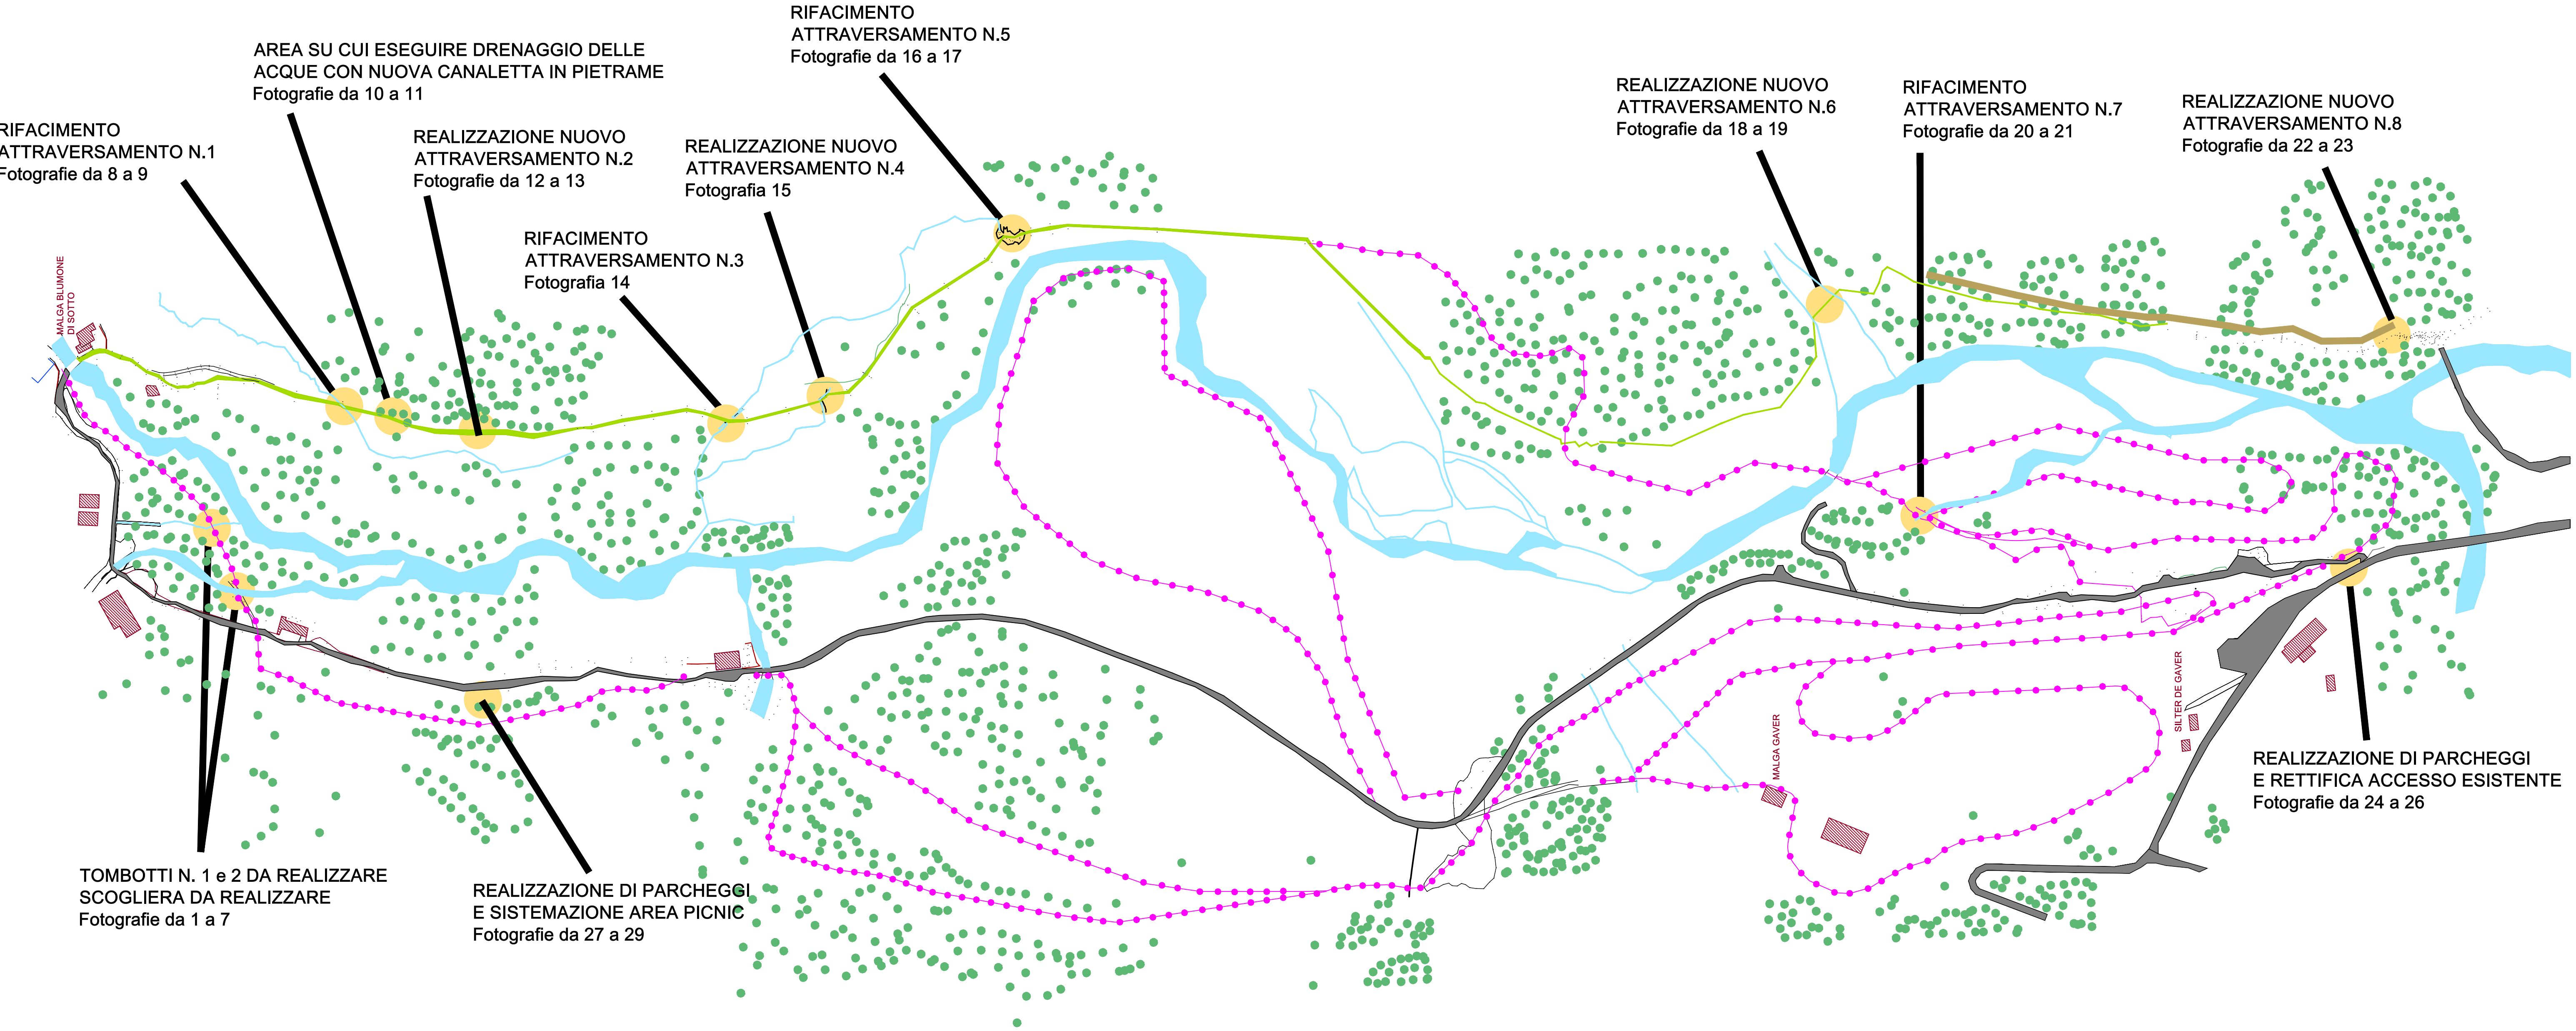 RIFACIMENTO
ATTRAVERSAMENTO N.5
Fotografie da 16 a 17
AREA SU CUI ESEGUIRE DRENAGGIO DELLE
ACQUE CON NUOVA CANALETTA IN PIETRAME
Fotografie da 10 a 11
REALIZZAZIONE NUOVO
ATTRAVERSAMENTO N.6
Fotografie da 18 a 19
RIFACIMENTO
ATTRAVERSAMENTO N.7
Fotografie da 20 a 21
REALIZZAZIONE NUOVO
ATTRAVERSAMENTO N.8
Fotografie da 22 a 23
RIFACIMENTO
ATTRAVERSAMENTO N.1
Fotografie da 8 a 9
REALIZZAZIONE NUOVO
ATTRAVERSAMENTO N.2
Fotografie da 12 a 13
REALIZZAZIONE NUOVO
ATTRAVERSAMENTO N.4
Fotografia 15
RIFACIMENTO
ATTRAVERSAMENTO N.3
Fotografia 14
MALGA BLUMONE
DI SOTTO
MALGA GAVER
SILTER DE GAVER
REALIZZAZIONE DI PARCHEGGI
E RETTIFICA ACCESSO ESISTENTE
Fotografie da 24 a 26
TOMBOTTI N. 1 e 2 DA REALIZZARE
SCOGLIERA DA REALIZZARE
Fotografie da 1 a 7
REALIZZAZIONE DI PARCHEGGI
E SISTEMAZIONE AREA PICNIC
Fotografie da 27 a 29